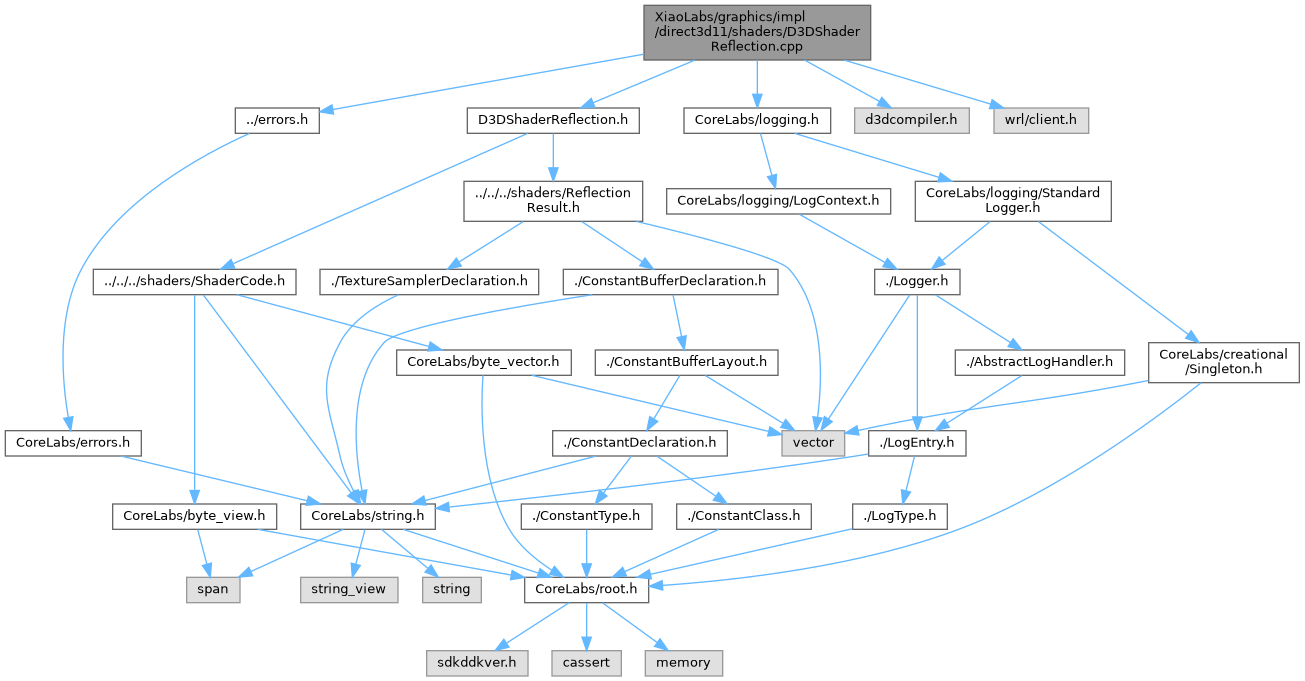 XiaoLabs/graphics/impl
/direct3d11/shaders/D3DShader
Reflection.cpp
../errors.h
D3DShaderReflection.h
CoreLabs/logging.h
d3dcompiler.h
wrl/client.h
../../../shaders/Reflection
Result.h
CoreLabs/logging/LogContext.h
CoreLabs/logging/Standard
Logger.h
../../../shaders/ShaderCode.h
./TextureSamplerDeclaration.h
./ConstantBufferDeclaration.h
./Logger.h
CoreLabs/byte_vector.h
./ConstantBufferLayout.h
./AbstractLogHandler.h
CoreLabs/creational
/Singleton.h
CoreLabs/errors.h
./ConstantDeclaration.h
vector
./LogEntry.h
CoreLabs/byte_view.h
CoreLabs/string.h
./ConstantType.h
./ConstantClass.h
./LogType.h
span
string_view
string
CoreLabs/root.h
sdkddkver.h
cassert
memory